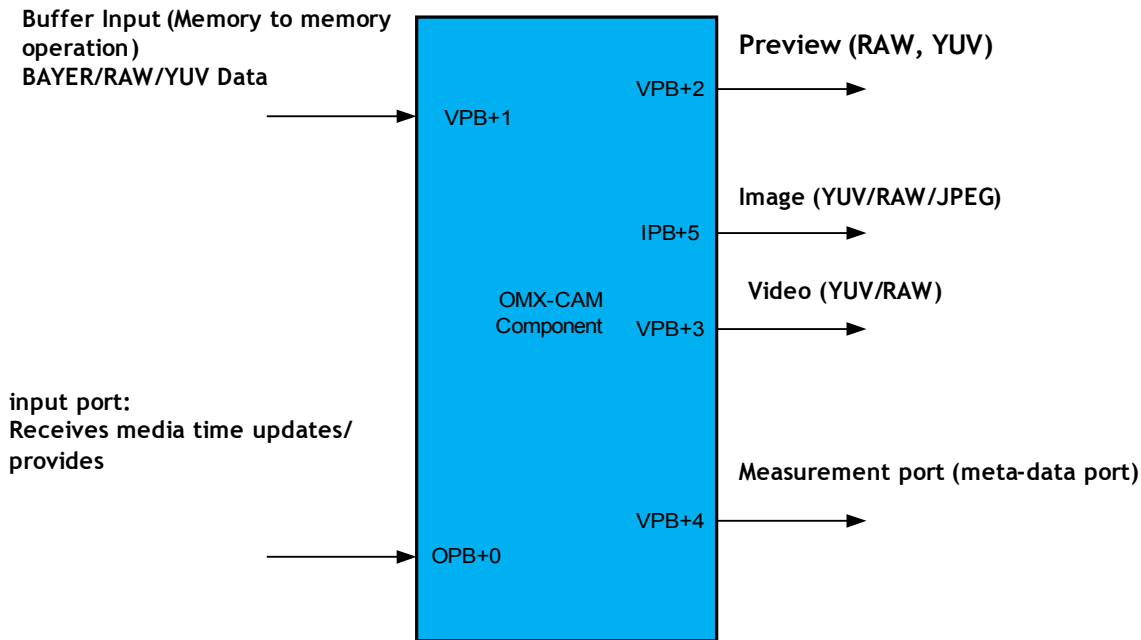 Buffer Input (Memory to memory
operation)
BAYER/RAW/YUV Data
VPB+1
input port:
Receives media time updates/
provides
OPB+0
OMX-CAM
Component
VPB+2
Preview (RAW, YUV)
IPB+5
Image (YUV/RAW/JPEG)
VPB+3
Video (YUV/RAW)
VPB+4
Measurement port (meta-data port)